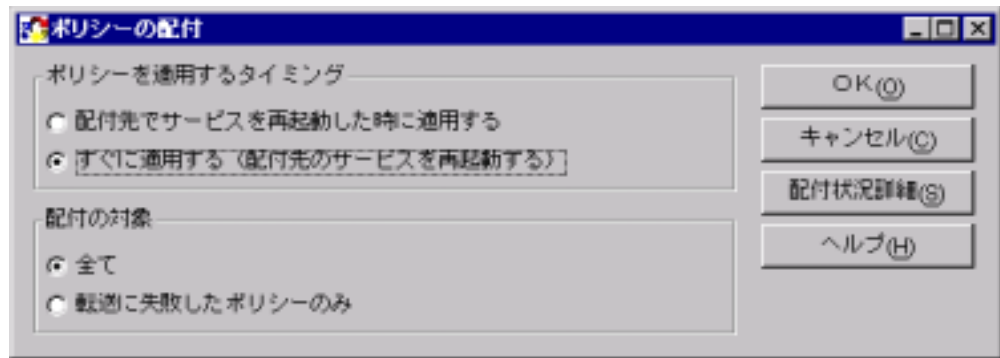 ポリシーの配付
ポリシーを適用するタイミング
配付先でサービスを再起動した時に適用する
すぐに適用する（配付先のサービスを再起動する）
配付の対象
全て
転送に失敗したポリシーのみ
OK(O)
キャンセル(C)
配付状況詳細(S)
ヘルプ(H)